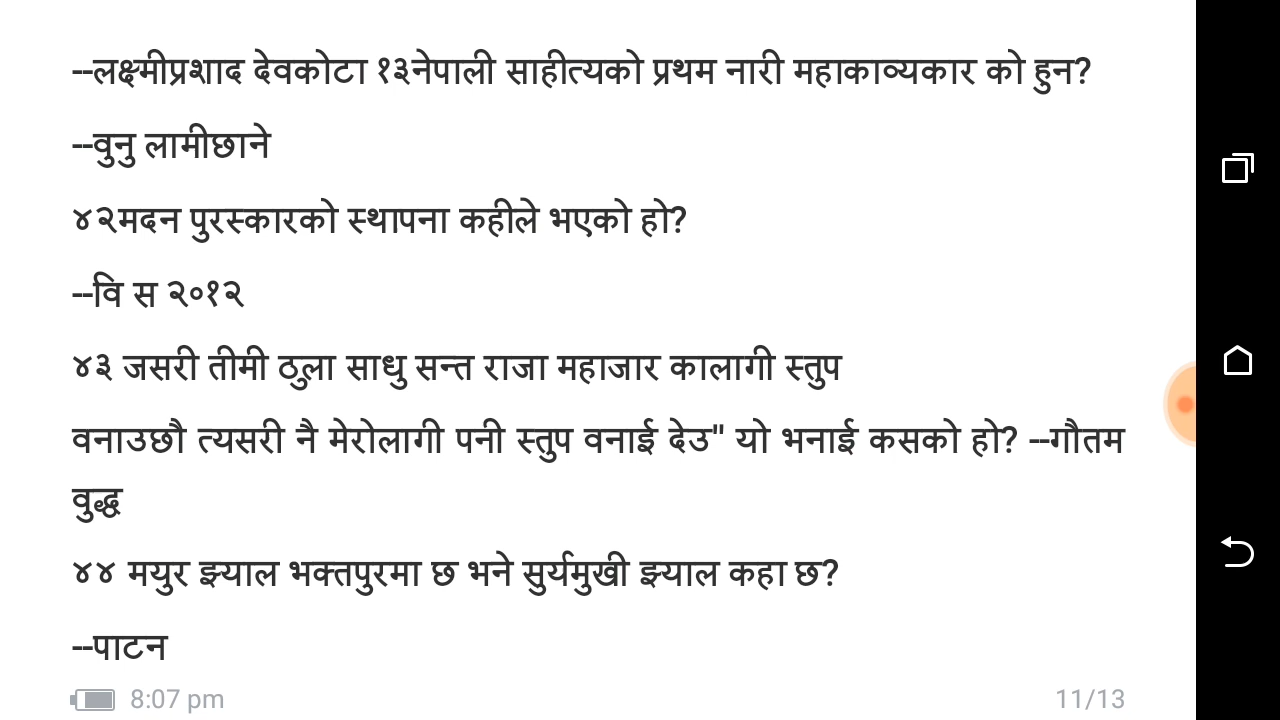 --लक्ष्मीप्रशाद देवकोटा १३नेपाली साहीत्यको प्रथम नारी महाकाव्यकार को हुन?
--वुनु लामीछाने
४२मदन पुरस्कारको स्थापना कहीले भएको हो?
--वि स २०१२
४३ जसरी तीमी ठुला साधु सन्त राजा महाजार कालागी स्तुप
वनाउछौ त्यसरी नै मेरोलागी पनी स्तुप वनाई देउ" यो भनाई कसको हो? --गौतम
वुद्ध
४४ मयुर झ्याल भक्तपुरमा छ भने सुर्यमुखी झ्याल कहा छ?
--पाटन
8:07 pm 11/13